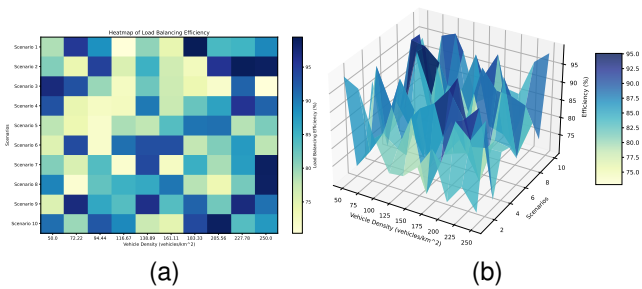 Heatmap of Load Balancing Efficiency
Scenarios
Scenario 1
Scenario 2
Scenario 3
Scenario 4
Scenario 5
Scenario 6
Scenario 7
Scenario 8
Scenario 9
Scenario 10
50.0 72.22 94.44 116.67 138.89 161.11 183.33 205.56 227.78 250.0
Vehicle Density (vehicles/km^2)
95
90
85
80
75
Load Balancing Efficiency (%)
(a)
50 75 100 125 150 175 200 225 250
Vehicle Density (vehicles/km^2)
2 4 6 8 10
Scenarios
95
90
85
80
75
Efficiency (%)
95.0
92.5
90.0
87.5
85.0
82.5
80.0
77.5
75.0
(b)